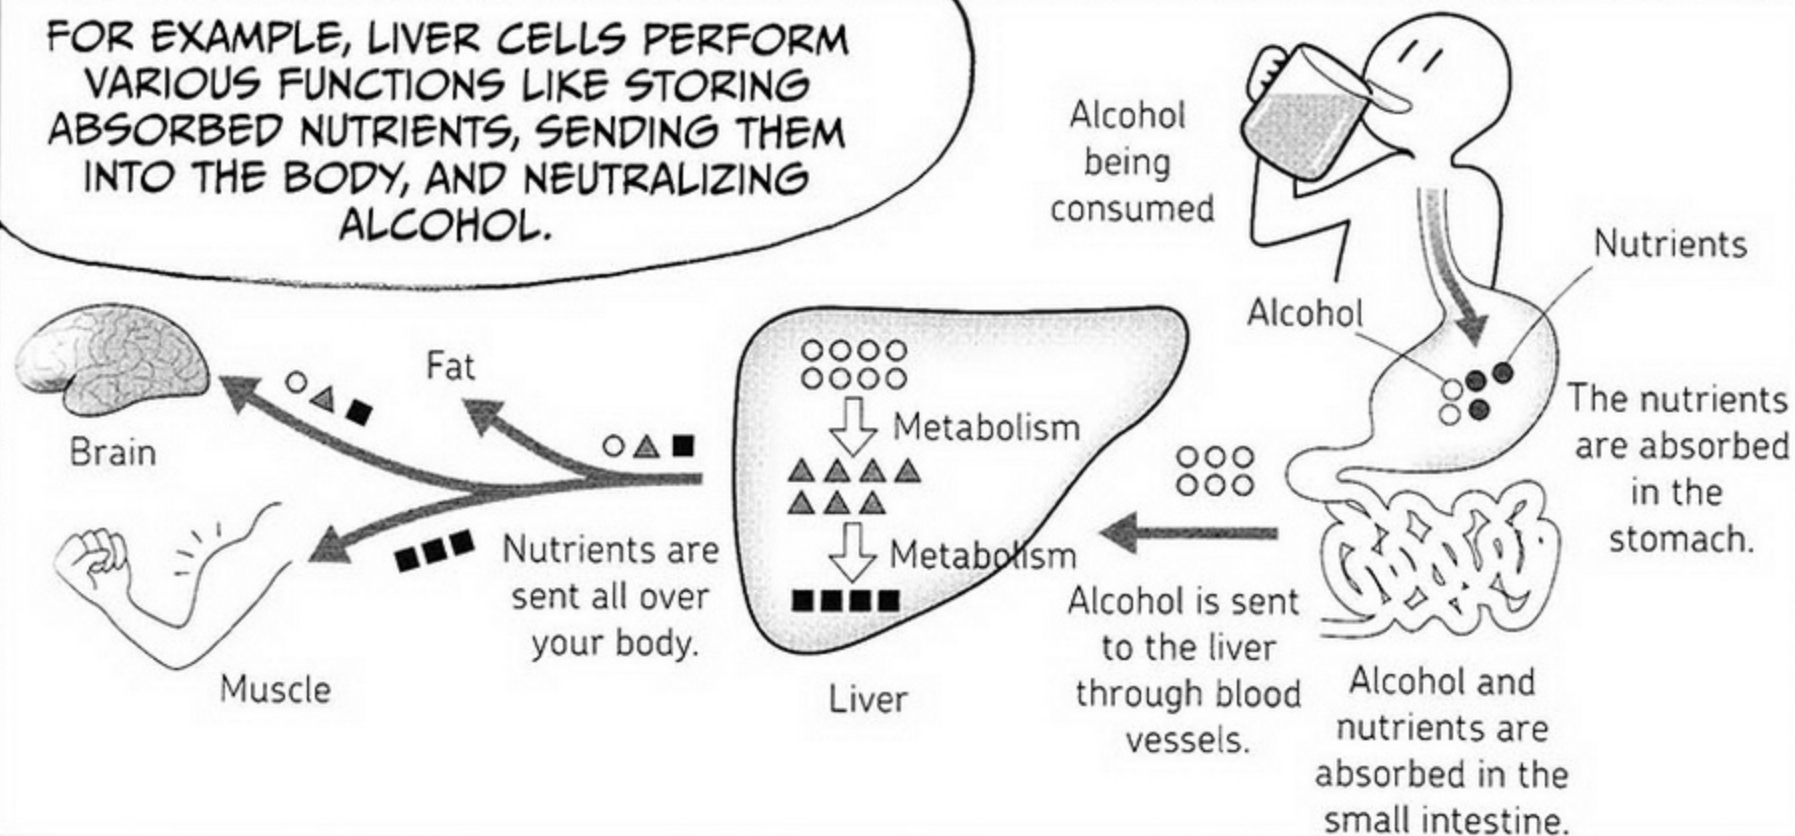 FOR EXAMPLE, LIVER CELLS PERFORM
VARIOUS FUNCTIONS LIKE STORING
ABSORBED NUTRIENTS, SENDING THEM
INTO THE BODY, AND NEUTRALIZING
ALCOHOL.
Alcohol
being
consumed
Nutrients
Alcohol
The nutrients
are absorbed
in the
stomach.
Brain
Fat
Metabolism
Metabolism
Nutrients are
sent all over
your body.
Muscle
Liver
Alcohol is sent
to the liver
through blood
vessels.
Alcohol and
nutrients are
absorbed in the
small intestine.